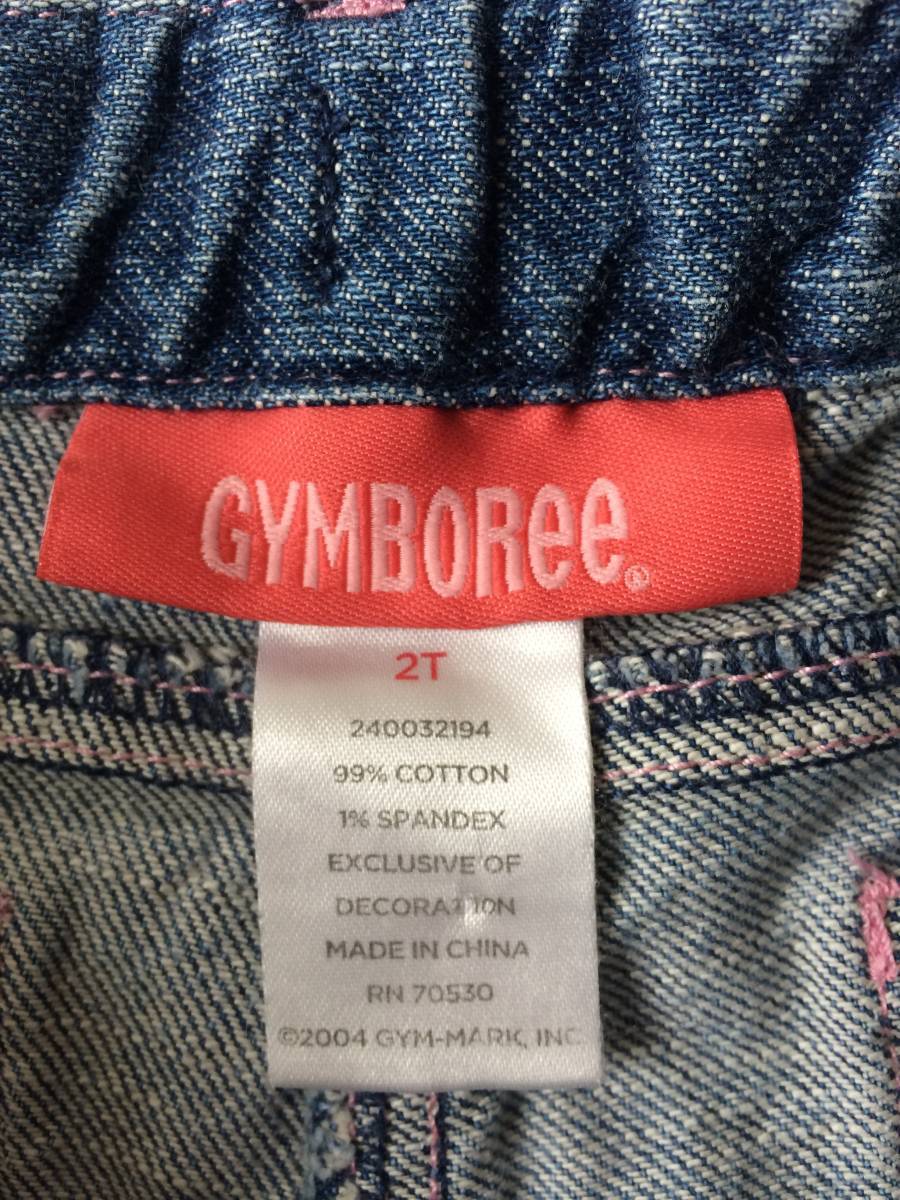 GYMBOREE®
2T
240032194
99% COTTON
1% SPANDEX
EXCLUSIVE OF
DECORATION
MADE IN CHINA
RN 70530
©2004 GYM-MARK, INC.